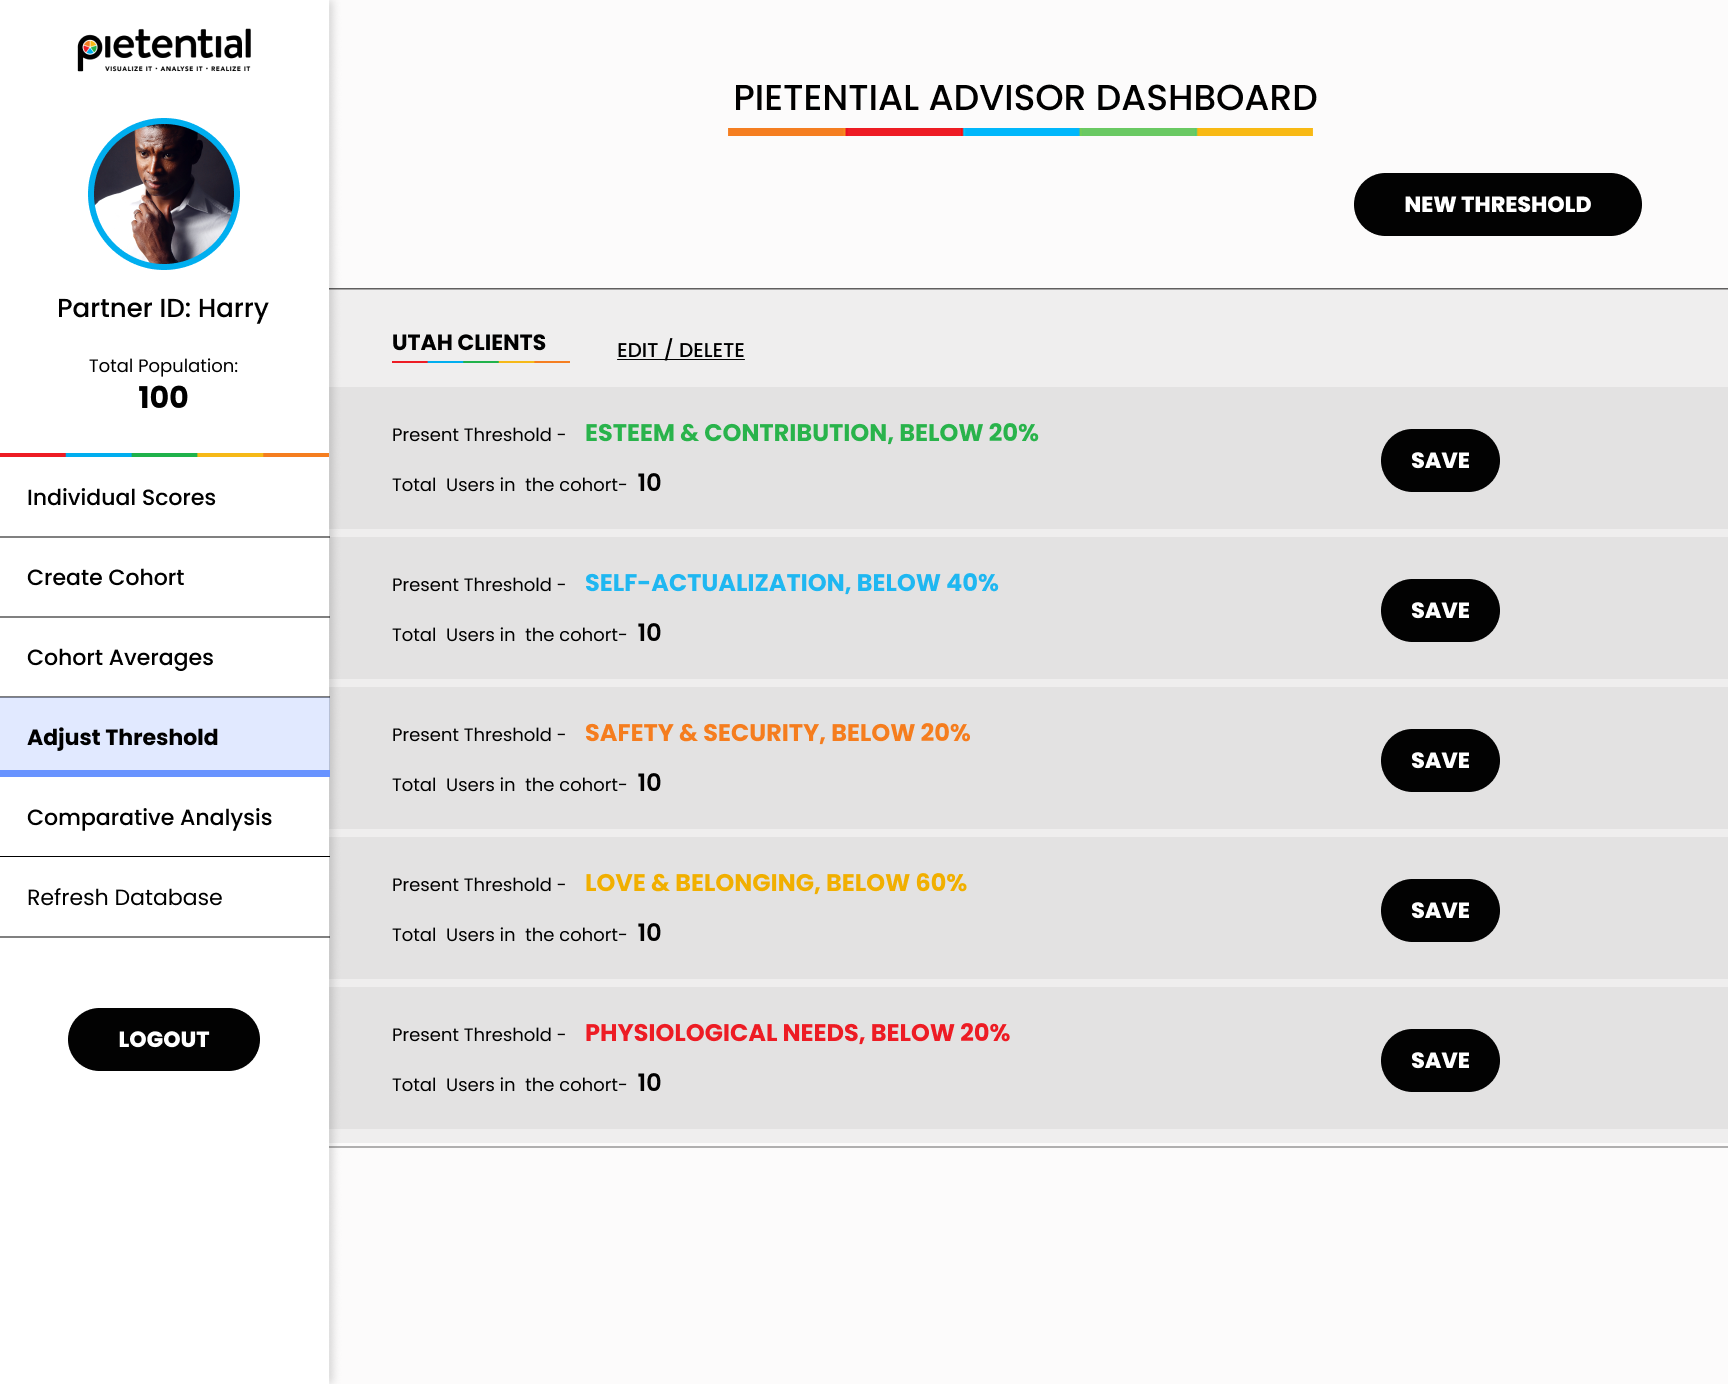 pietential
VISUALIZE IT • ANALYSE IT • REALIZE IT
Partner ID: Harry
Total Population:
100
Individual Scores
Create Cohort
Cohort Averages
Adjust Threshold
Comparative Analysis
Refresh Database
LOGOUT
PIETENTIAL ADVISOR DASHBOARD
NEW THRESHOLD
UTAH CLIENTS EDIT / DELETE
Present Threshold - ESTEEM & CONTRIBUTION, BELOW 20%
Total Users in the cohort- 10
SAVE
Present Threshold - SELF-ACTUALIZATION, BELOW 40%
Total Users in the cohort- 10
SAVE
Present Threshold - SAFETY & SECURITY, BELOW 20%
Total Users in the cohort- 10
SAVE
Present Threshold - LOVE & BELONGING, BELOW 60%
Total Users in the cohort- 10
SAVE
Present Threshold - PHYSIOLOGICAL NEEDS, BELOW 20%
Total Users in the cohort- 10
SAVE